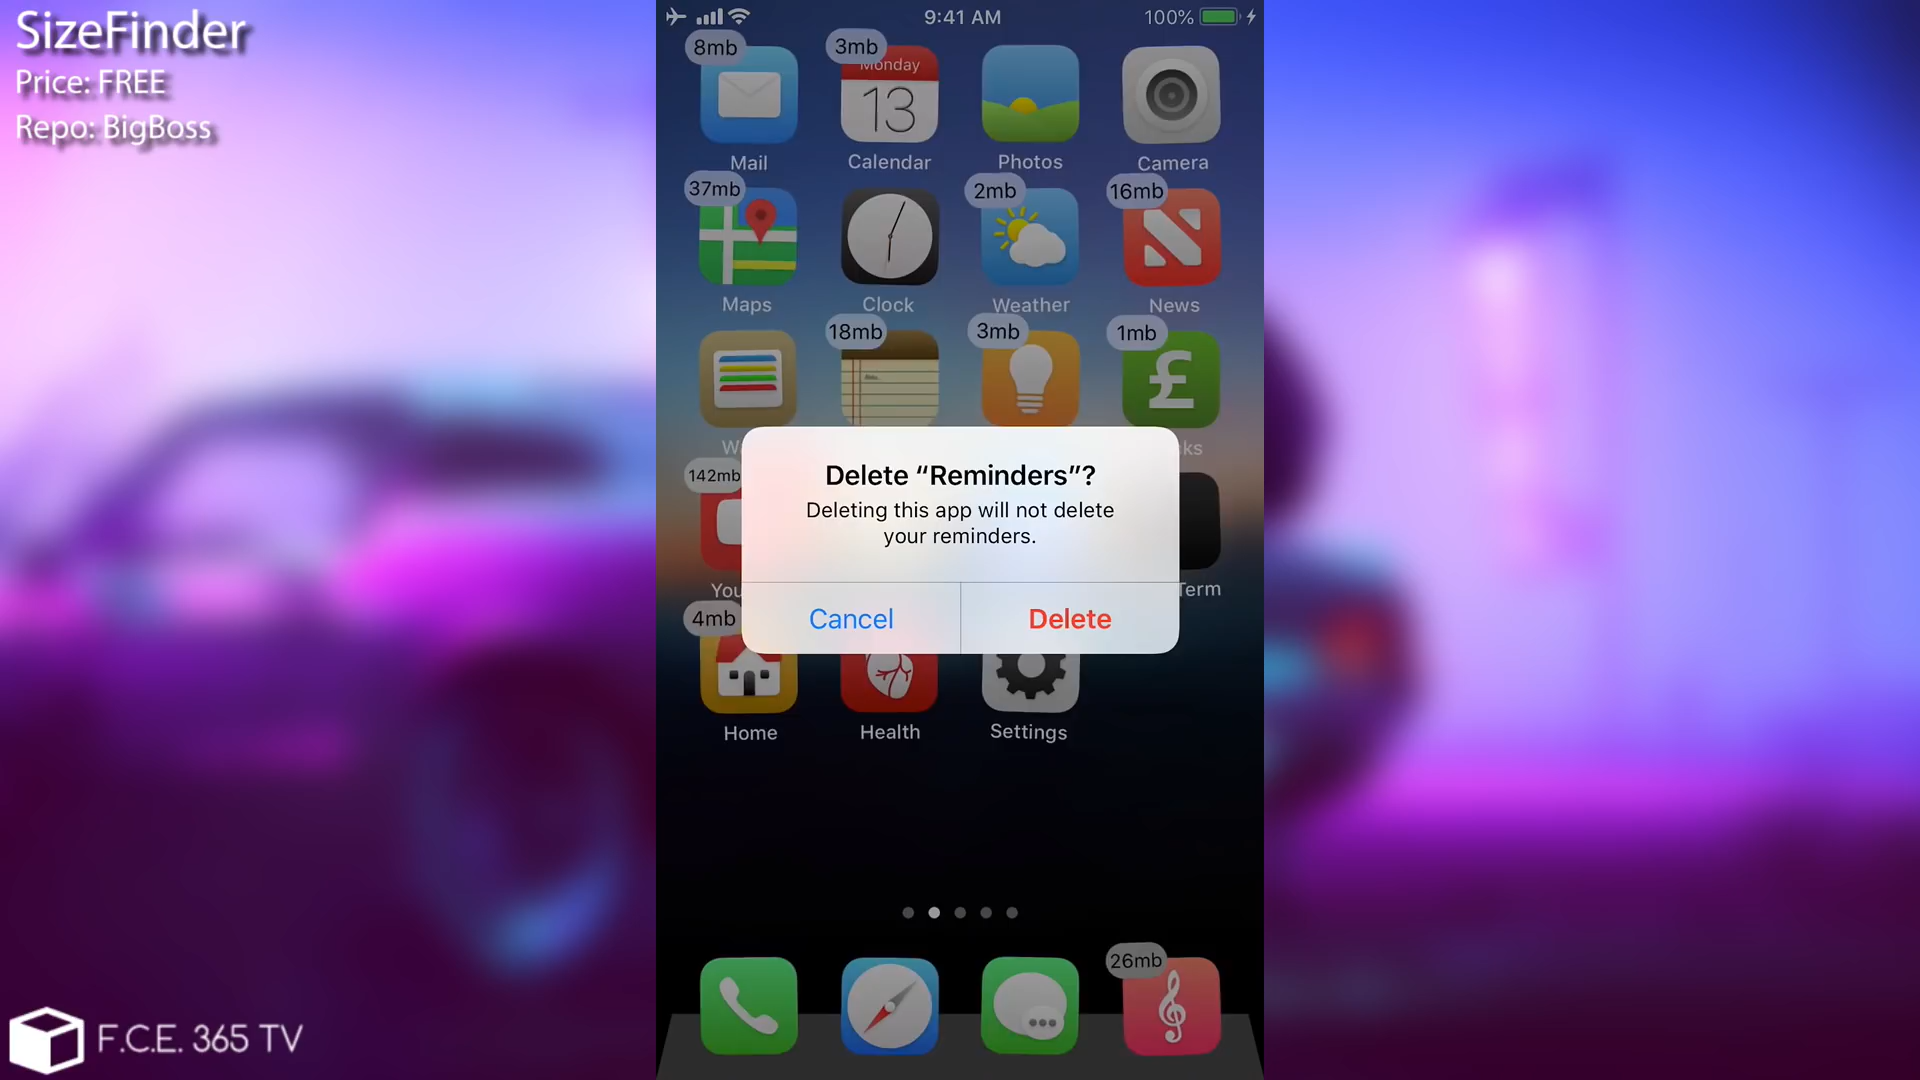 SizeFinder
Price: FREE
Repo: BigBoss
9:41 AM
100%
8mb
3mb
Monday
13
Mail
Calendar
Photos
Camera
37mb
2mb
16mb
Maps
Clock
Weather
News
18mb
3mb
1mb
£
Delete “Reminders”?
Deleting this app will not delete
your reminders.
Cancel
Delete
142mb
Term
4mb
Home
Health
Settings
26mb
F.C.E. 365 TV